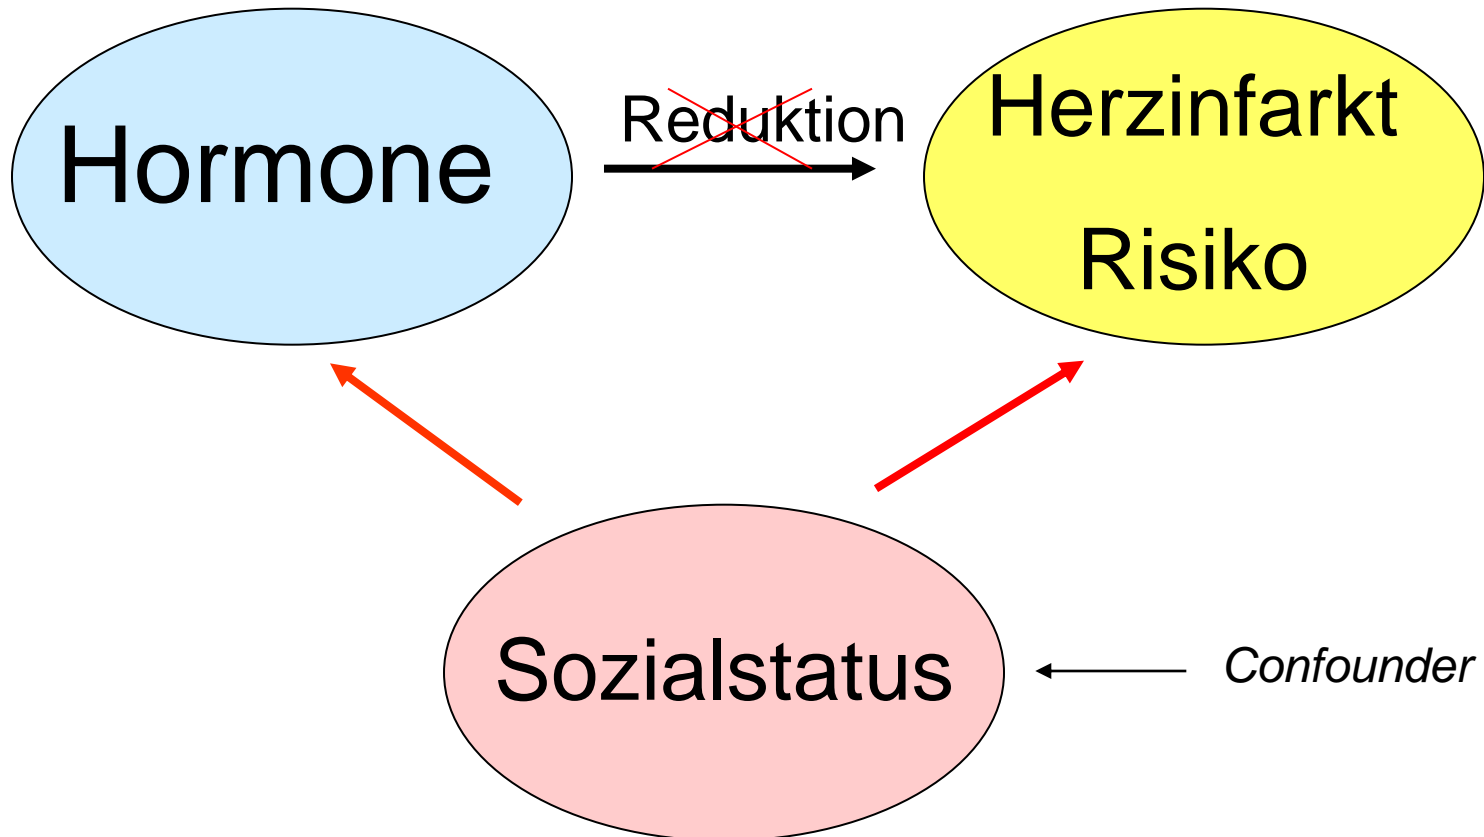 Hormone
Reduktion
Herzinfarkt
Risiko
Sozialstatus
Confounder